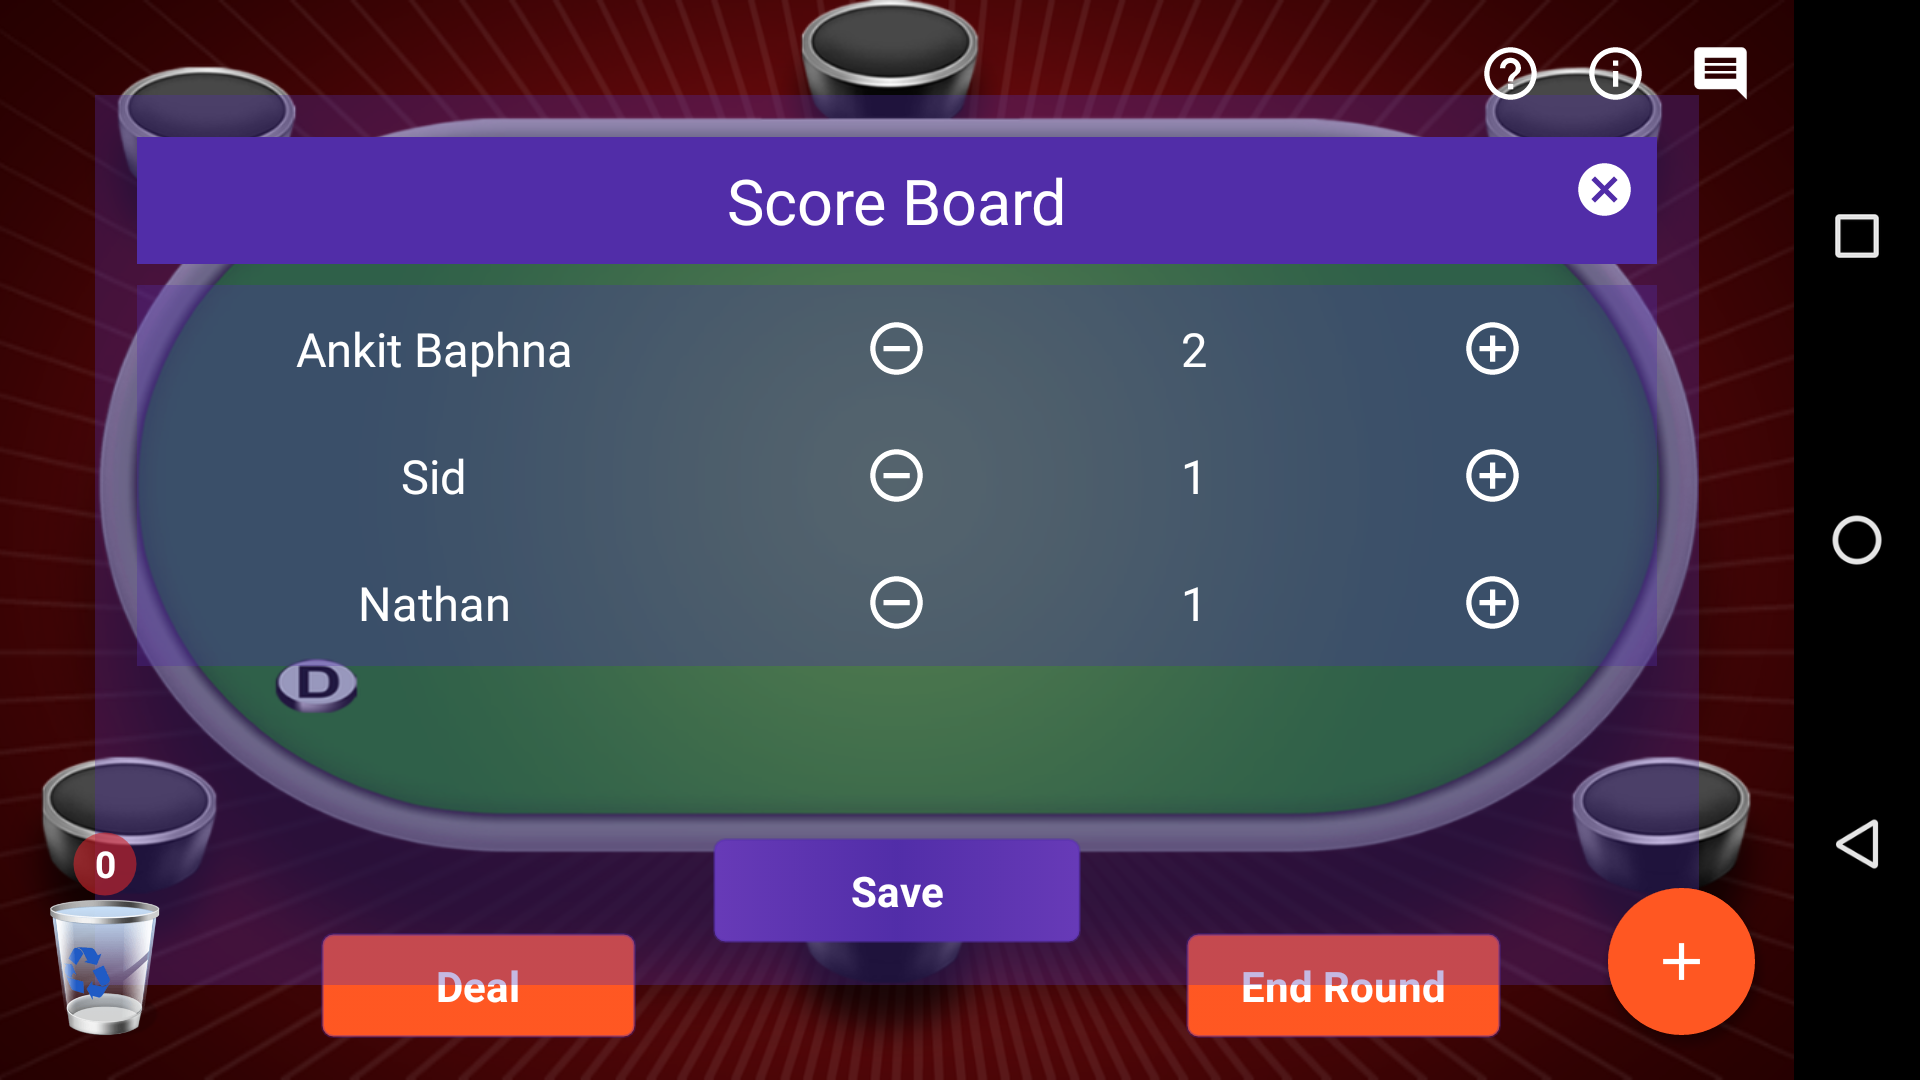 Score Board
Ankit Baphna 2
Sid 1
Nathan 1
D
0
Save
Deal
End Round